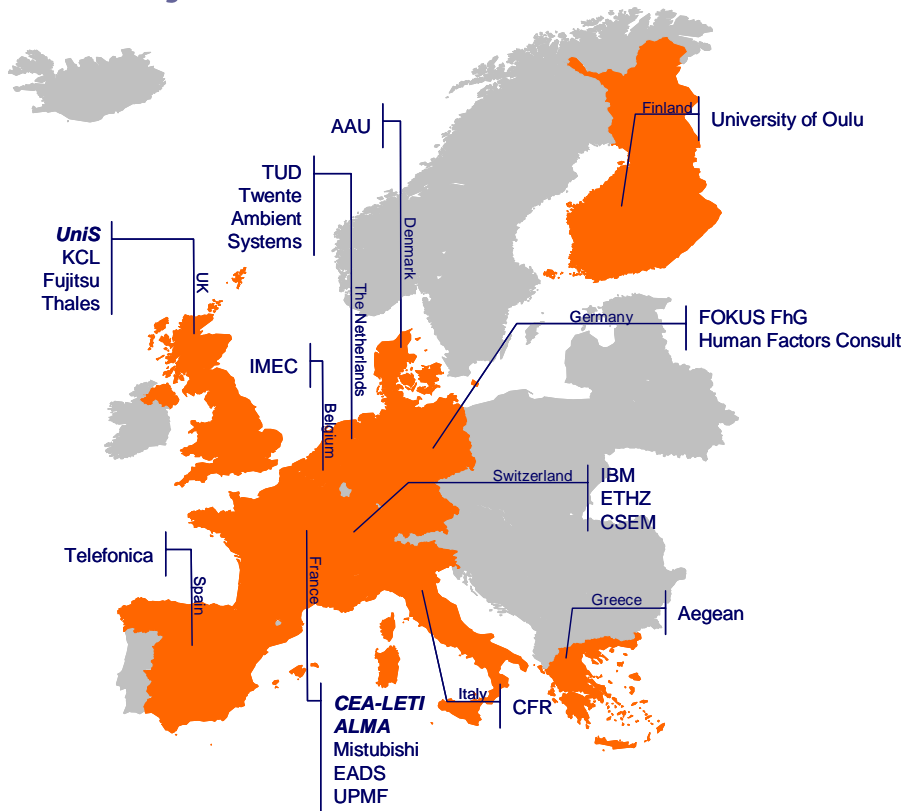 Finland
University of Oulu
AAU
Denmark
TUD
Twente
Ambient
Systems
The Netherlands
UniS
KCL
Fujitsu
Thales
UK
Germany
FOKUS FhG
Human Factors Consult
IMEC
Belgium
Switzerland
IBM
ETHZ
CSEM
Telefonica
Spain
France
CEA-LETI
ALMA
Mistubishi
EADS
UPMF
Italy
CFR
Greece
Aegean